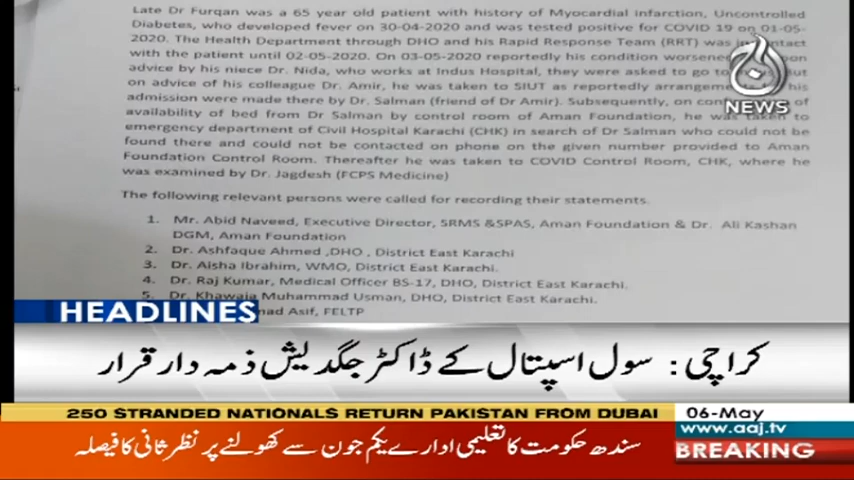 Late Dr Furqan was a 65 year old patient with history of Myocardial infarction, Uncontrolled
Diabetes, who developed fever on 30-04-2020 and was tested positive for COVID 19 on 01-05-
2020. The Health Department through DHO and his Rapid Response Team (RRT) was in contact
with the patient until 02-05-2020. On 03-05-2020 reportedly his condition worsened
advice by his niece Dr. Nida, who works at Indus Hospital, they were asked to go to
on advice of his colleague Dr. Amir, he was taken to SIUT as reportedly his
admission were made there by Dr. Salman (friend of Dr Amir). Subsequently, on
availability of bed from Dr Salman by control room of Aman Foundation, he was taken to
emergency department of Civil Hospital Karachi (CHK) in search of Dr Salman who could not be
found there and could not be contacted on phone on the given number provided to Aman
Foundation Control Room. Thereafter he was taken to COVID Control Room, CHK, where he
was examined by Dr. Jagdesh (FCPS Medicine)
The following relevant persons were called for recording their statements.
1. Mr. Abid Naveed, Executive Director, SRMS &SPAS, Aman Foundation & Dr. Ali Kashan
DGM, Aman Foundation
2. Dr. Ashfaque Ahmed ,DHO , District East Karachi
3. Dr. Aisha Ibrahim, WMO, District East Karachi.
4. Dr. Raj Kumar, Medical Officer BS-17, DHO, District East Karachi.
5. Dr. Khawaja Muhammad Usman, DHO, District East Karachi.
Asif, FELTP
NEWS
HEADLINES
کراچی: سول اسپتال کے ڈاکٹر جگدیش ذمہ دار قرار
250 STRANDED NATIONALS RETURN PAKISTAN FROM DUBAI
06-May
www.aaj.tv
سندھ حکومت کا تعلیمی ادارے یکم جون سے کھولنے پر نظر ثانی کا فیصلہ
BREAKING